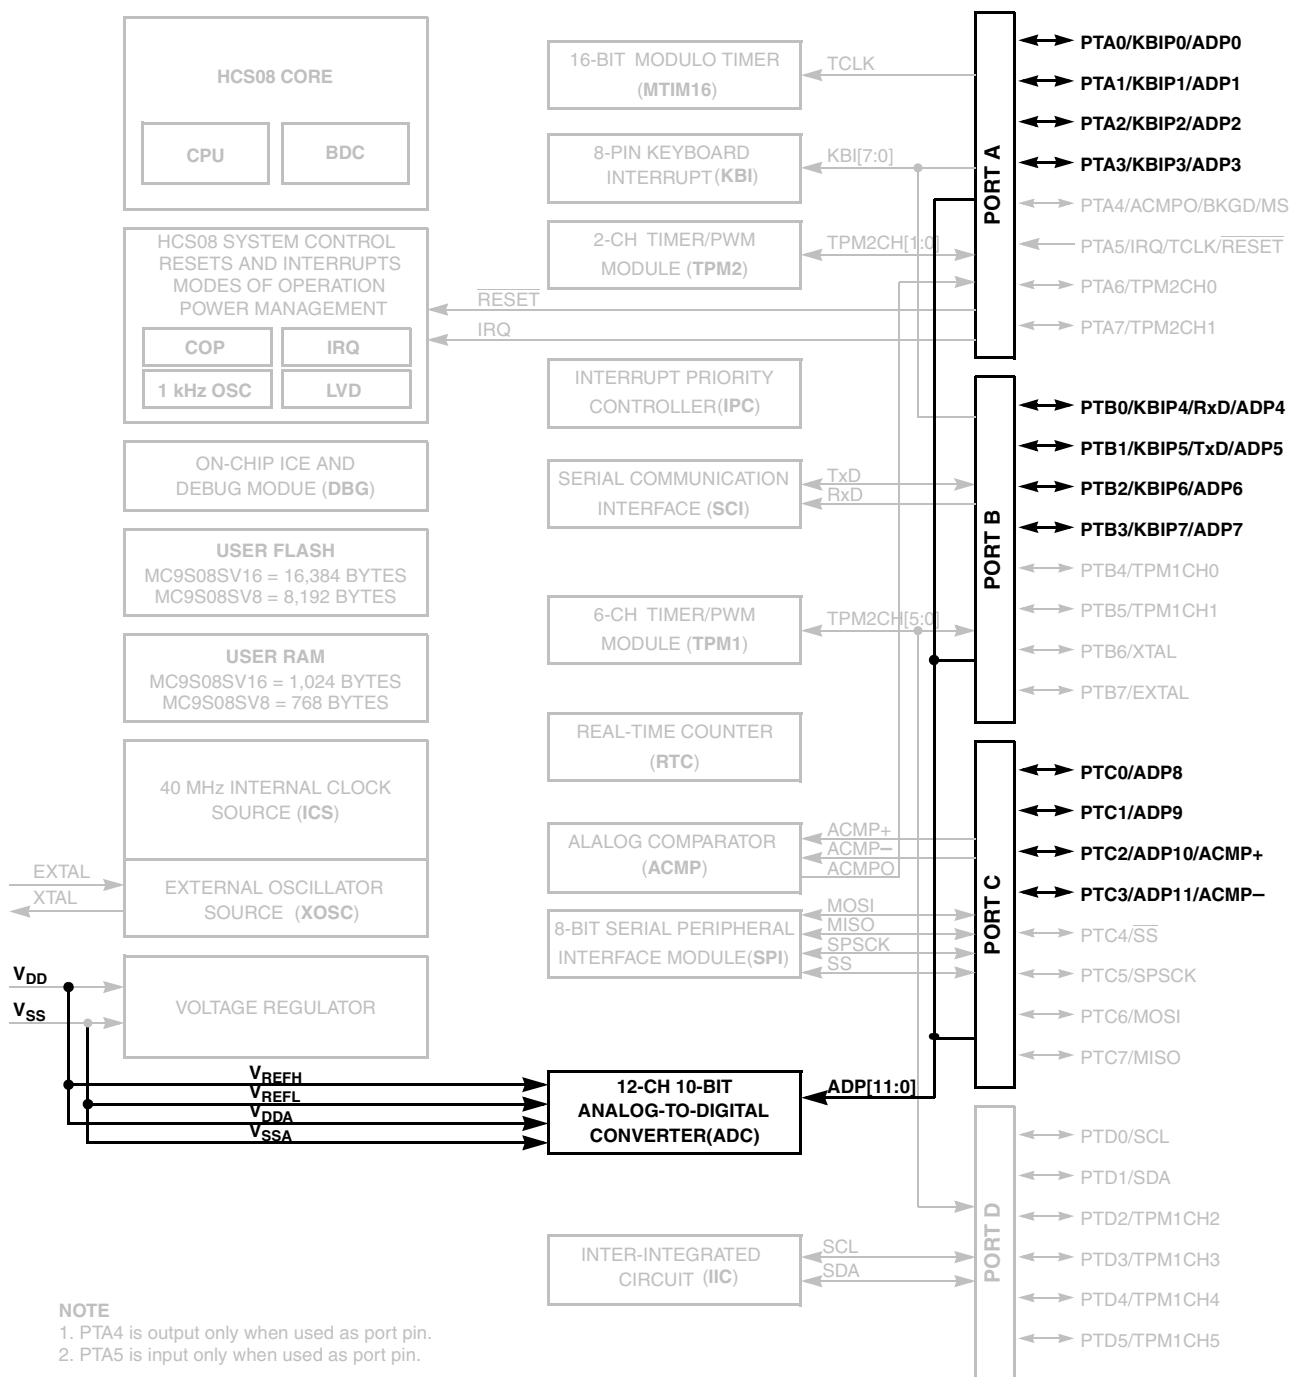 HCS08 CORE
CPU
BDC
HCS08 SYSTEM CONTROL
RESETS AND INTERRUPTS
MODES OF OPERATION
POWER MANAGEMENT
COP
IRQ
1 kHz OSC
LVD
ON-CHIP ICE AND
DEBUG MODUE (DBG)
USER FLASH
MC9S08SV16 = 16,384 BYTES
MC9S08SV8 = 8,192 BYTES
USER RAM
MC9S08SV16 = 1,024 BYTES
MC9S08SV8 = 768 BYTES
40 MHz INTERNAL CLOCK
SOURCE (ICS)
EXTERNAL OSCILLATOR
SOURCE (XOSC)
EXTAL
XTAL
VDD
VSS
VOLTAGE REGULATOR
VREFH
VREFL
VDDA
VSSA
RESET
IRQ
16-BIT MODULO TIMER
(MTIM16)
TCLK
8-PIN KEYBOARD
INTERRUPT(KBI)
KBI[7:0]
2-CH TIMER/PWM
MODULE (TPM2)
TPM2CH[1:0]
INTERRUPT PRIORITY
CONTROLLER(IPC)
SERIAL COMMUNICATION
INTERFACE (SCI)
TxD
RxD
6-CH TIMER/PWM
MODULE (TPM1)
TPM2CH[5:0]
REAL-TIME COUNTER
(RTC)
ALALOG COMPARATOR
(ACMP)
ACMP+
ACMP–
ACMPO
8-BIT SERIAL PERIPHERAL
INTERFACE MODULE(SPI)
MOSI
MISO
SPSCK
SS
12-CH 10-BIT
ANALOG-TO-DIGITAL
CONVERTER(ADC)
ADP[11:0]
INTER-INTEGRATED
CIRCUIT (IIC)
SCL
SDA
PORT A
PTA0/KBIP0/ADP0
PTA1/KBIP1/ADP1
PTA2/KBIP2/ADP2
PTA3/KBIP3/ADP3
PTA4/ACMPO/BKGD/MS
PTA5/IRQ/TCLK/RESET
PTA6/TPM2CH0
PTA7/TPM2CH1
PORT B
PTB0/KBIP4/RxD/ADP4
PTB1/KBIP5/TxD/ADP5
PTB2/KBIP6/ADP6
PTB3/KBIP7/ADP7
PTB4/TPM1CH0
PTB5/TPM1CH1
PTB6/XTAL
PTB7/EXTAL
PORT C
PTC0/ADP8
PTC1/ADP9
PTC2/ADP10/ACMP+
PTC3/ADP11/ACMP–
PTC4/SS
PTC5/SPSCK
PTC6/MOSI
PTC7/MISO
PORT D
PTD0/SCL
PTD1/SDA
PTD2/TPM1CH2
PTD3/TPM1CH3
PTD4/TPM1CH4
PTD5/TPM1CH5
NOTE
1. PTA4 is output only when used as port pin.
2. PTA5 is input only when used as port pin.